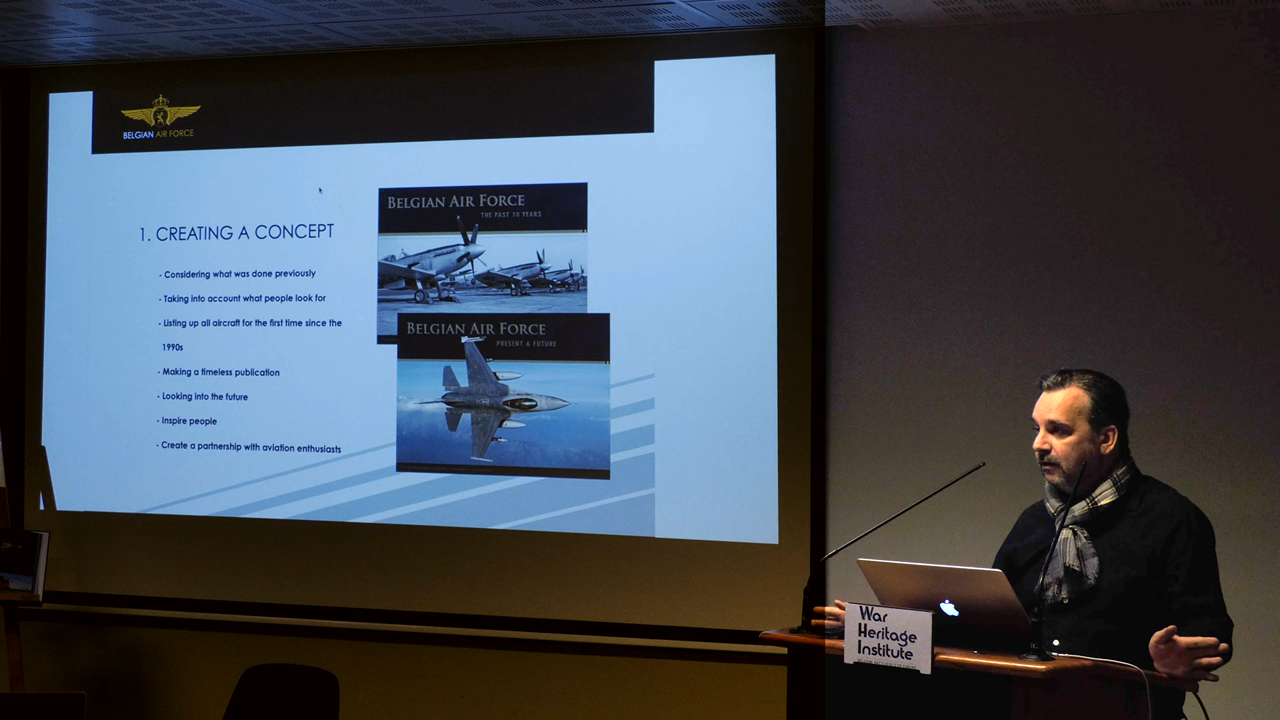 BELGIAN AIR FORCE
1. CREATING A CONCEPT
- Considering what was done previously
- Taking into account what people look for
- Listing up all aircraft for the first time since the
1990s
- Making a timeless publication
- Looking into the future
- Inspire people
- Create a partnership with aviation enthusiasts
BELGIAN AIR FORCE
THE PAST 70 YEARS
BELGIAN AIR FORCE
PRESENT & FUTURE
War
Heritage
Institute